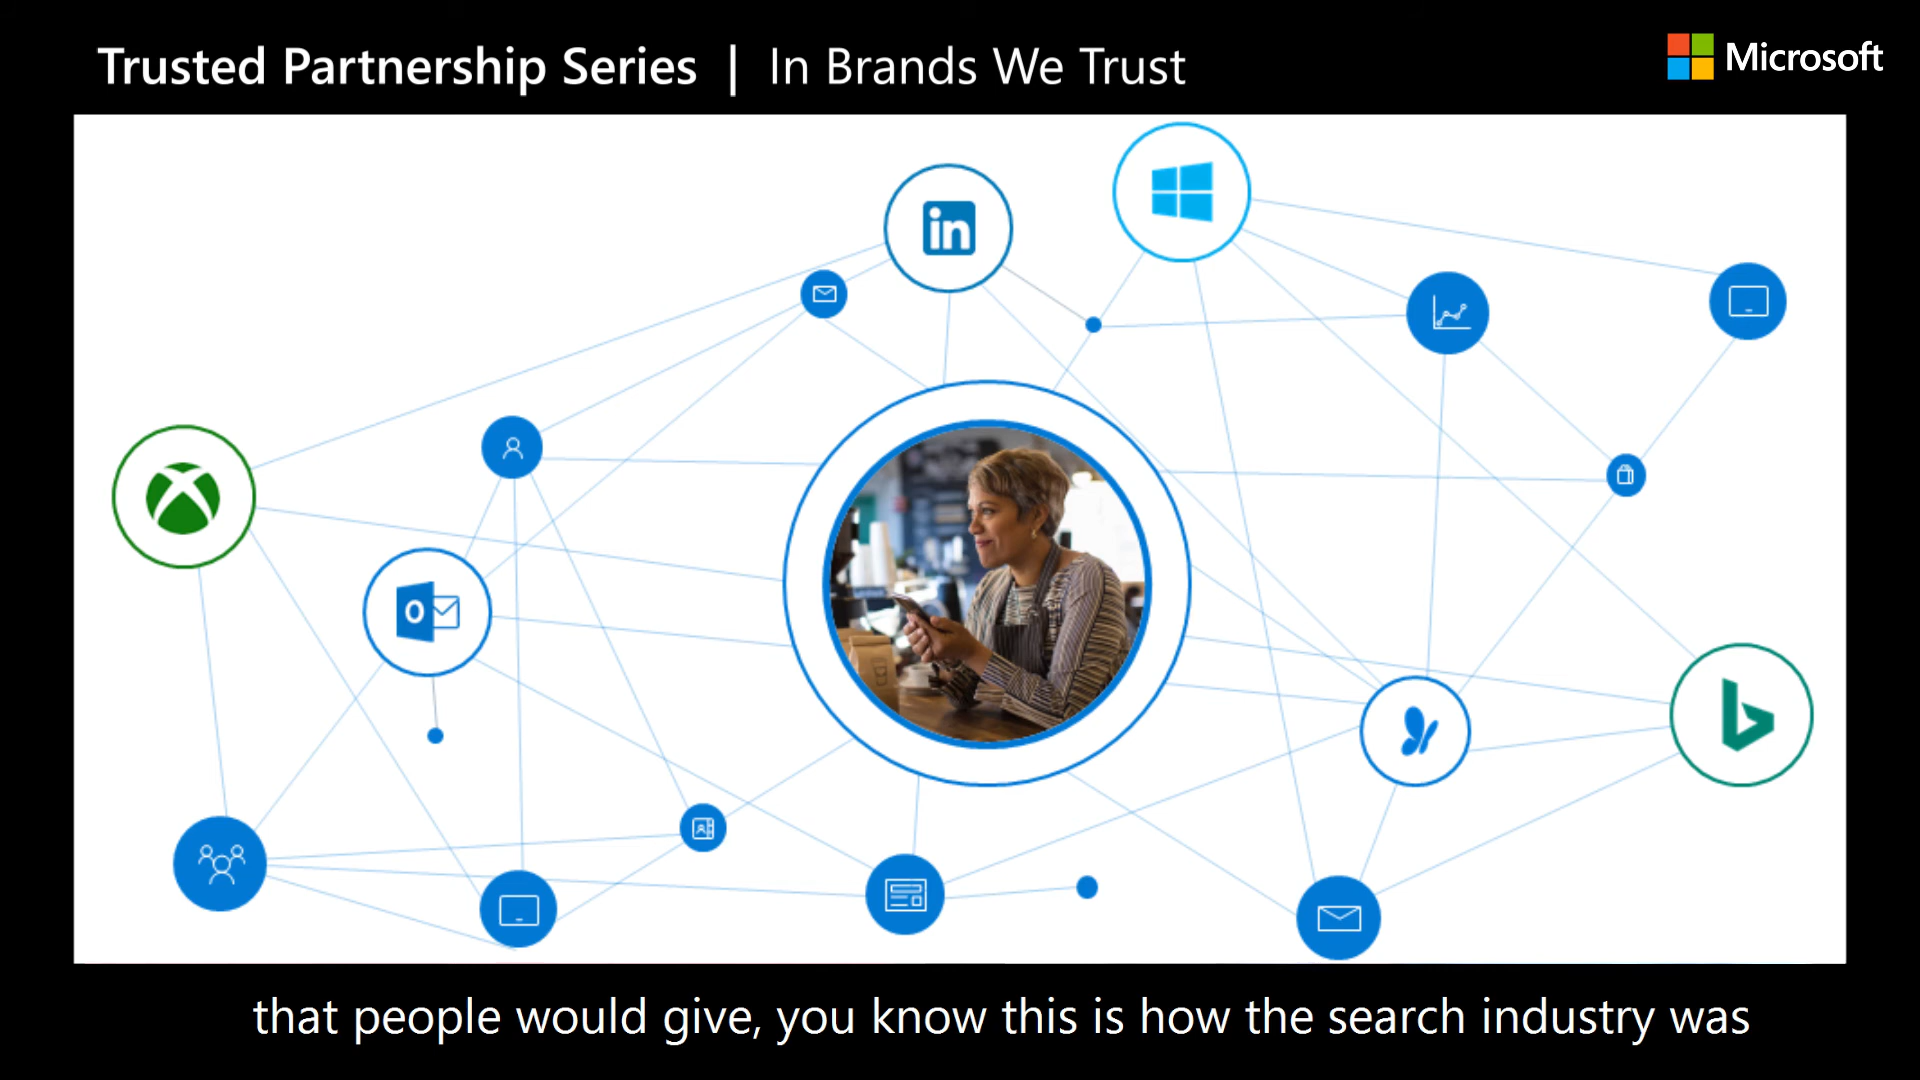 Trusted Partnership Series | In Brands We Trust
Microsoft
in
O
b
that people would give, you know this is how the search industry was